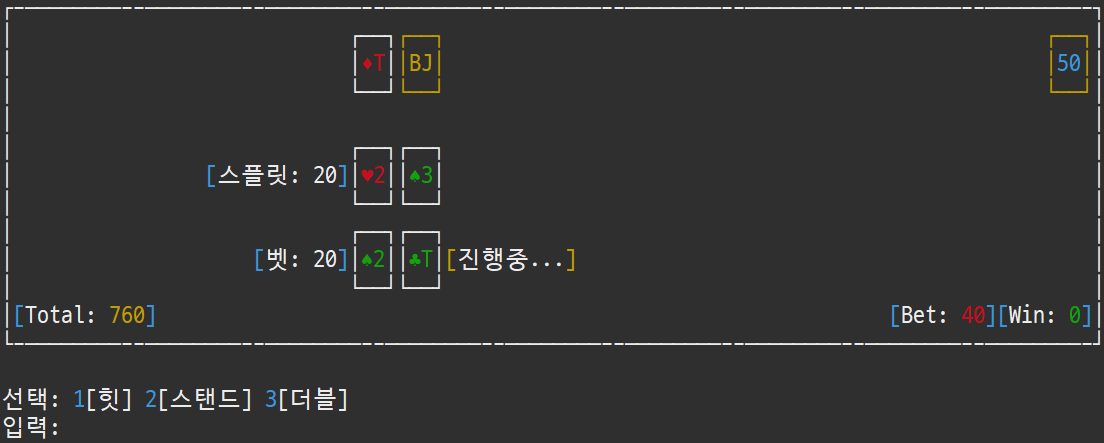 ♦T BJ 50
[스플릿: 20] ♥2 ♠3
[벳: 20] ♠2 ♣T [진행중...]
[Total: 760] [Bet: 40][Win: 0]
선택: 1[힛] 2[스탠드] 3[더블]
입력: